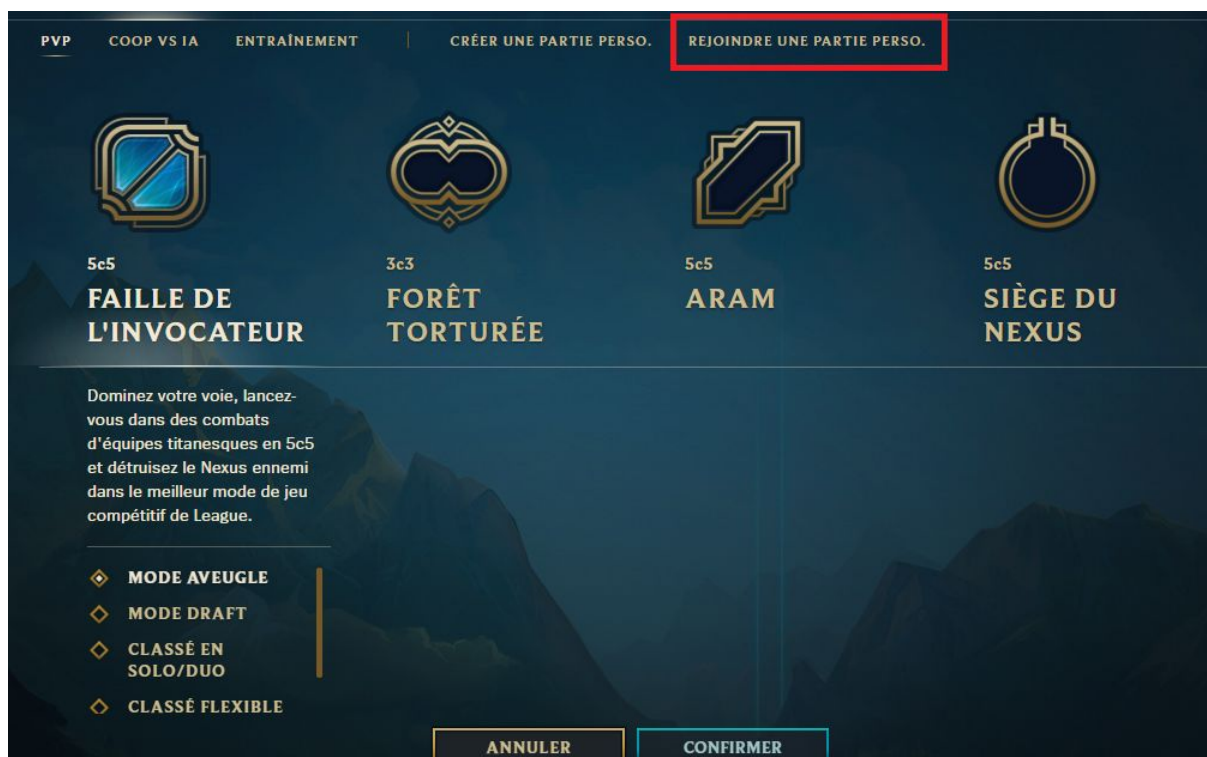 PVP COOP VS IA ENTRAÎNEMENT CRÉER UNE PARTIE PERSO. REJOINDRE UNE PARTIE PERSO.
5c5
FAILLE DE
L'INVOCATEUR
3c3
FORÊT
TORTURÉE
5c5
ARAM
5c5
SIÈGE DU
NEXUS
Dominez votre voie, lancez-
vous dans des combats
d'équipes titanesques en 5c5
et détruisez le Nexus ennemi
dans le meilleur mode de jeu
compétitif de League.
MODE AVEUGLE
MODE DRAFT
CLASSÉ EN
SOLO/DUO
CLASSÉ FLEXIBLE
ANNULER CONFIRMER